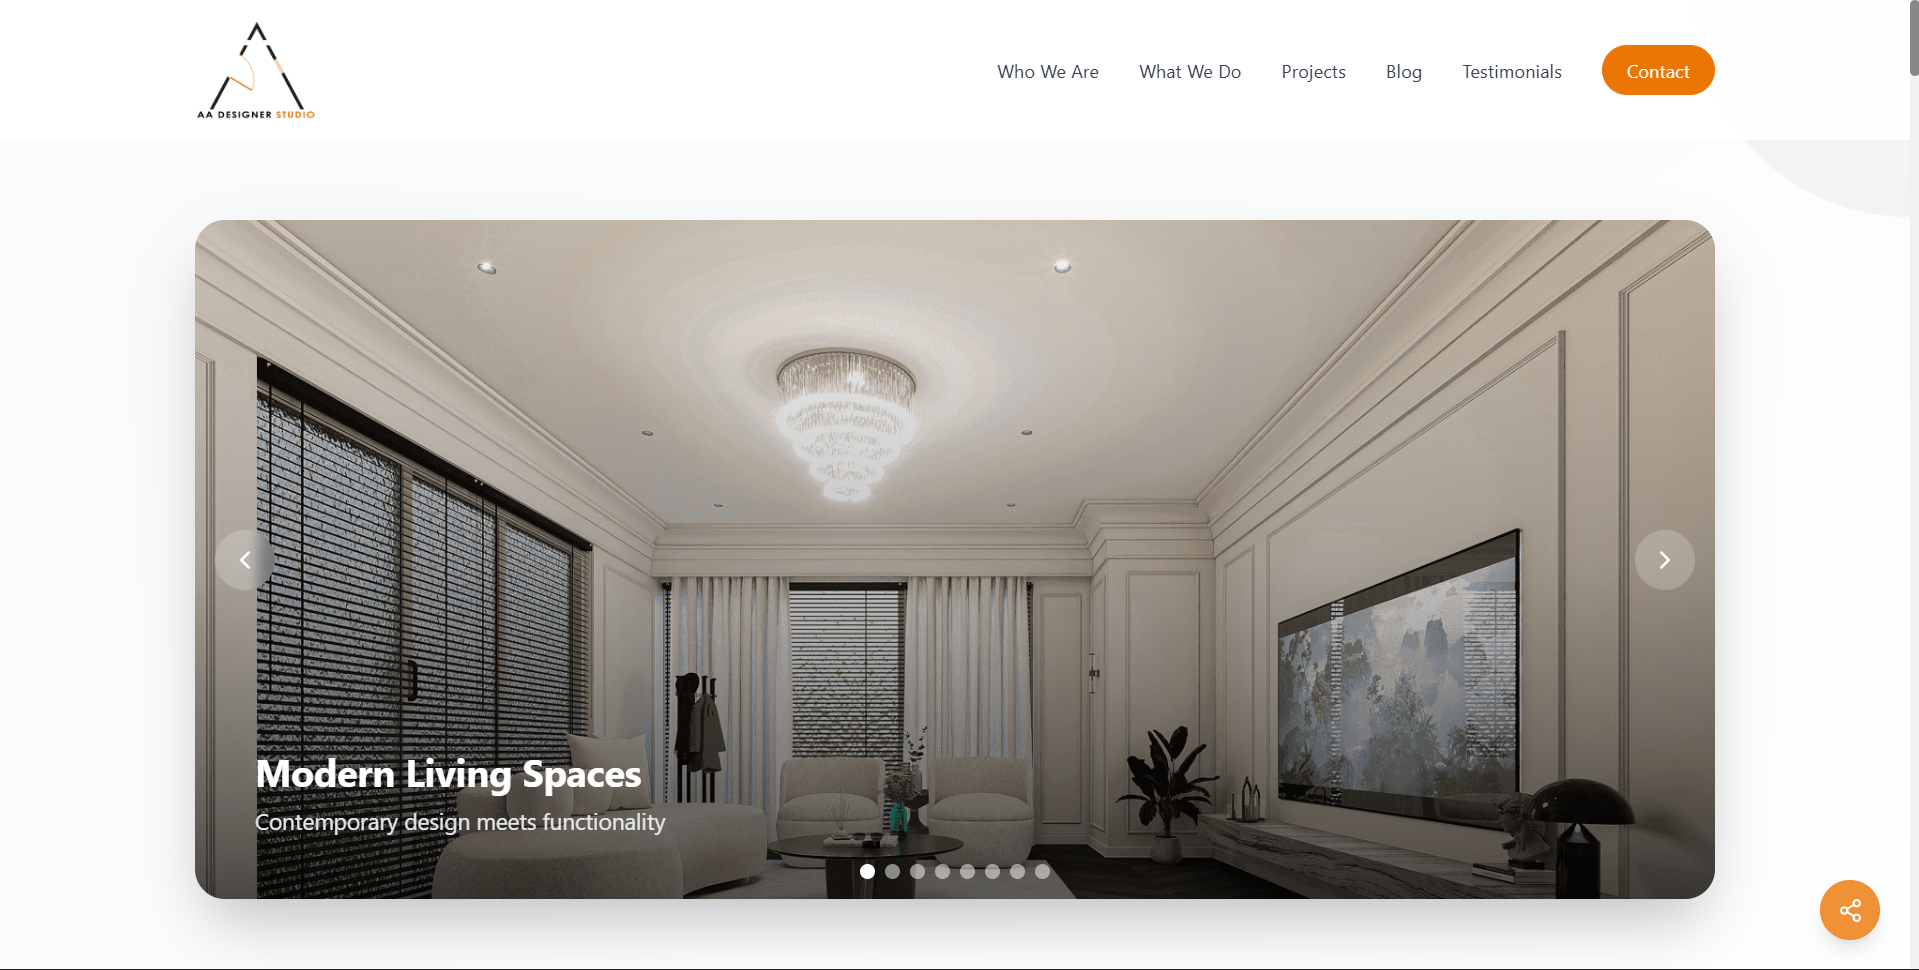 AA DESIGNER STUDIO
Who We Are
What We Do
Projects
Blog
Testimonials
Contact
Modern Living Spaces
Contemporary design meets functionality